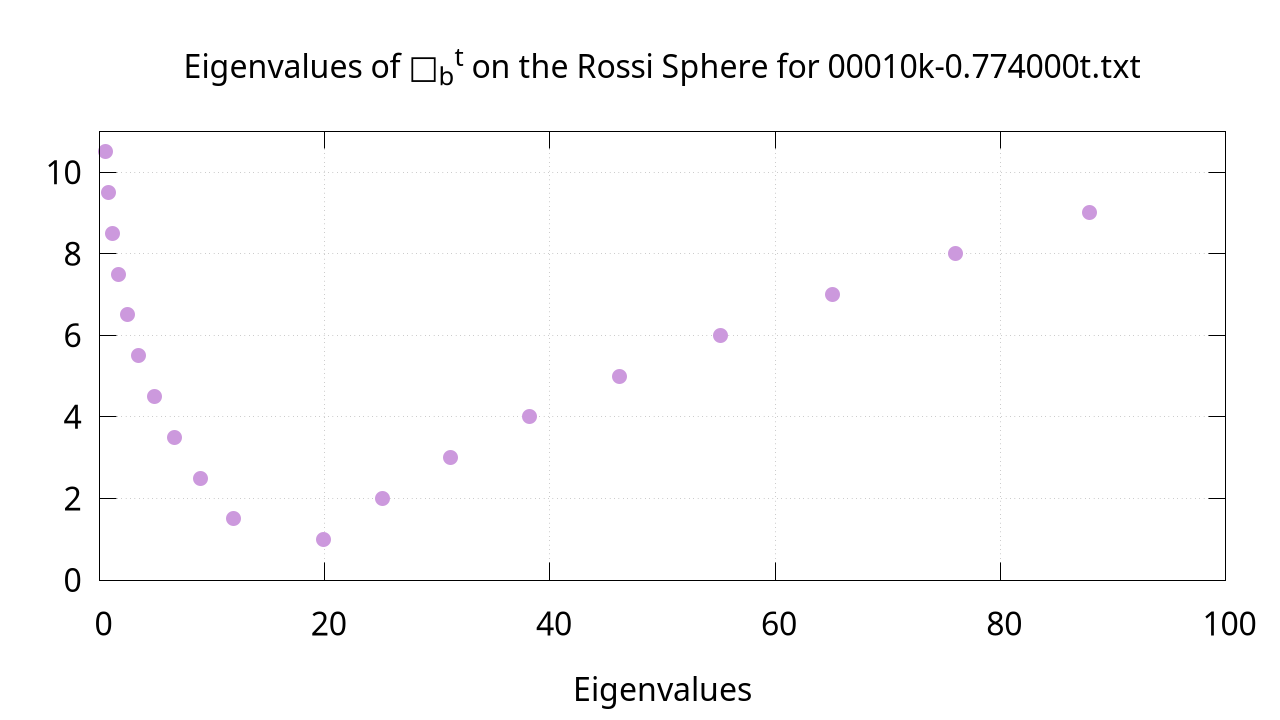 Eigenvalues of □bᵗ on the Rossi Sphere for 00010k-0.774000t.txt
10
8
6
4
2
0
0 20 40 60 80 100
Eigenvalues